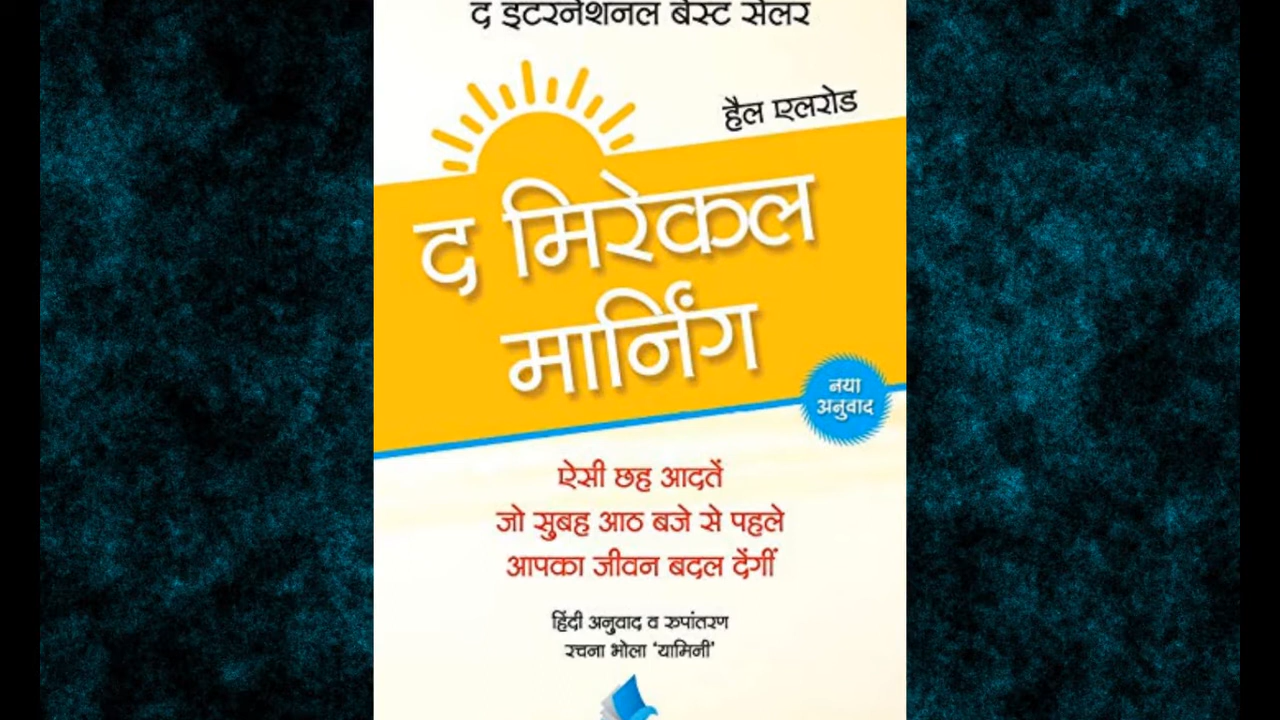 द इंटरनेशनल बेस्ट सेलर
हैल एलरोड
द मिरेकल
मार्निंग
नया
अनुवाद
ऐसी छह आदतें
जो सुबह आठ बजे से पहले
आपका जीवन बदल देंगीं
हिंदी अनुवाद व रुपांतरण
रचना भोला 'यामिनी'